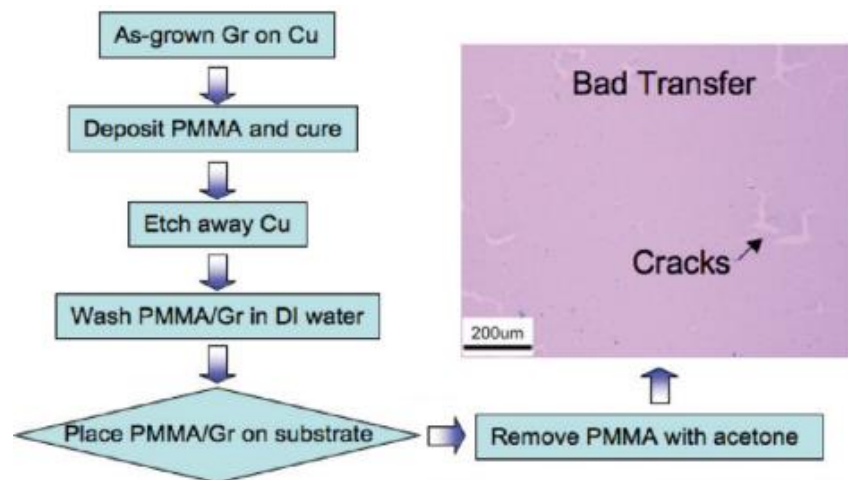 As-grown Gr on Cu
Deposit PMMA and cure
Etch away Cu
Wash PMMA/Gr in DI water
Place PMMA/Gr on substrate
Remove PMMA with acetone
Bad Transfer
Cracks
200um